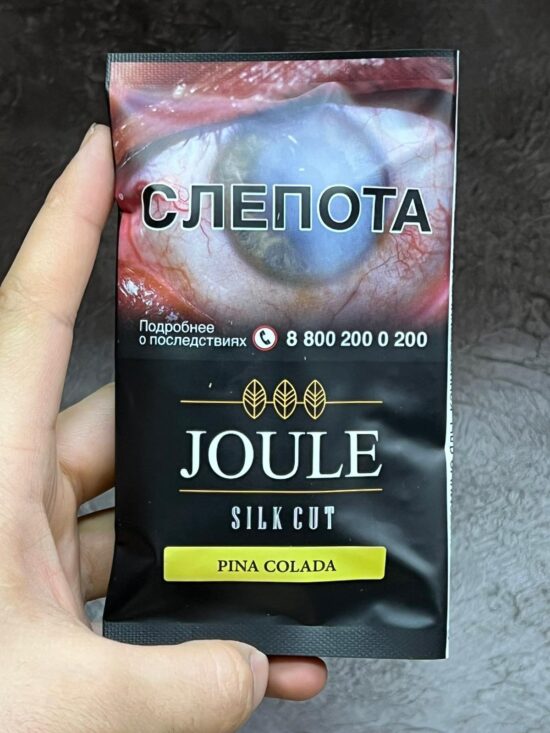 СЛЕПОТА
Подробнее
о последствиях 8 800 200 0 200
JOULE
SILK CUT
PINA COLADA